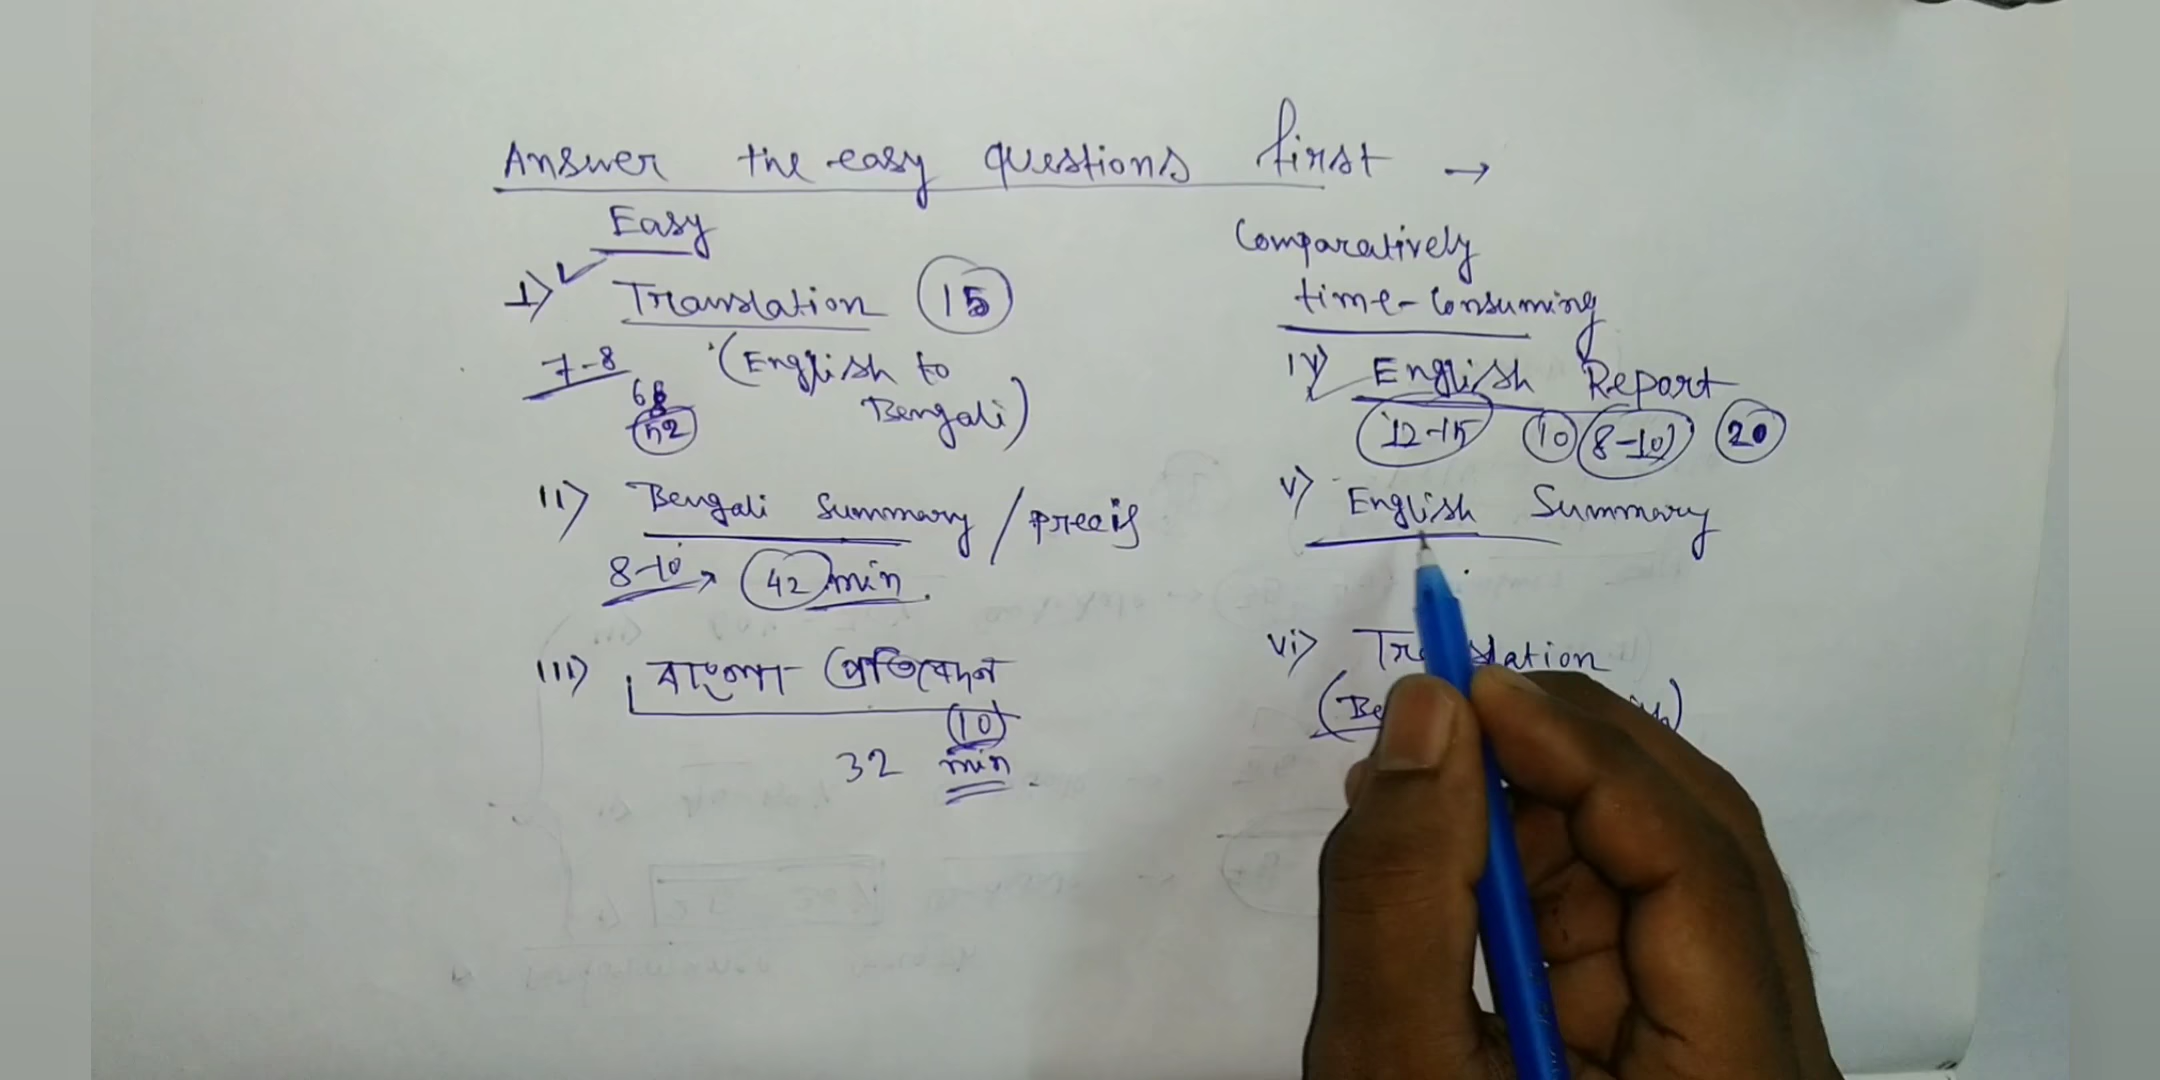 Answer the easy questions first →
Easy
I) Translation 15
(English to
Bengali)
7-8
52
II) Bengali Summary / precis
8-10 → 42 min.
III) বাংলা প্রতিবেদন
10
32 min.
Comparatively
time-consuming
IV) English Report
12-15 10 8-10 20
V) English Summary
VI)